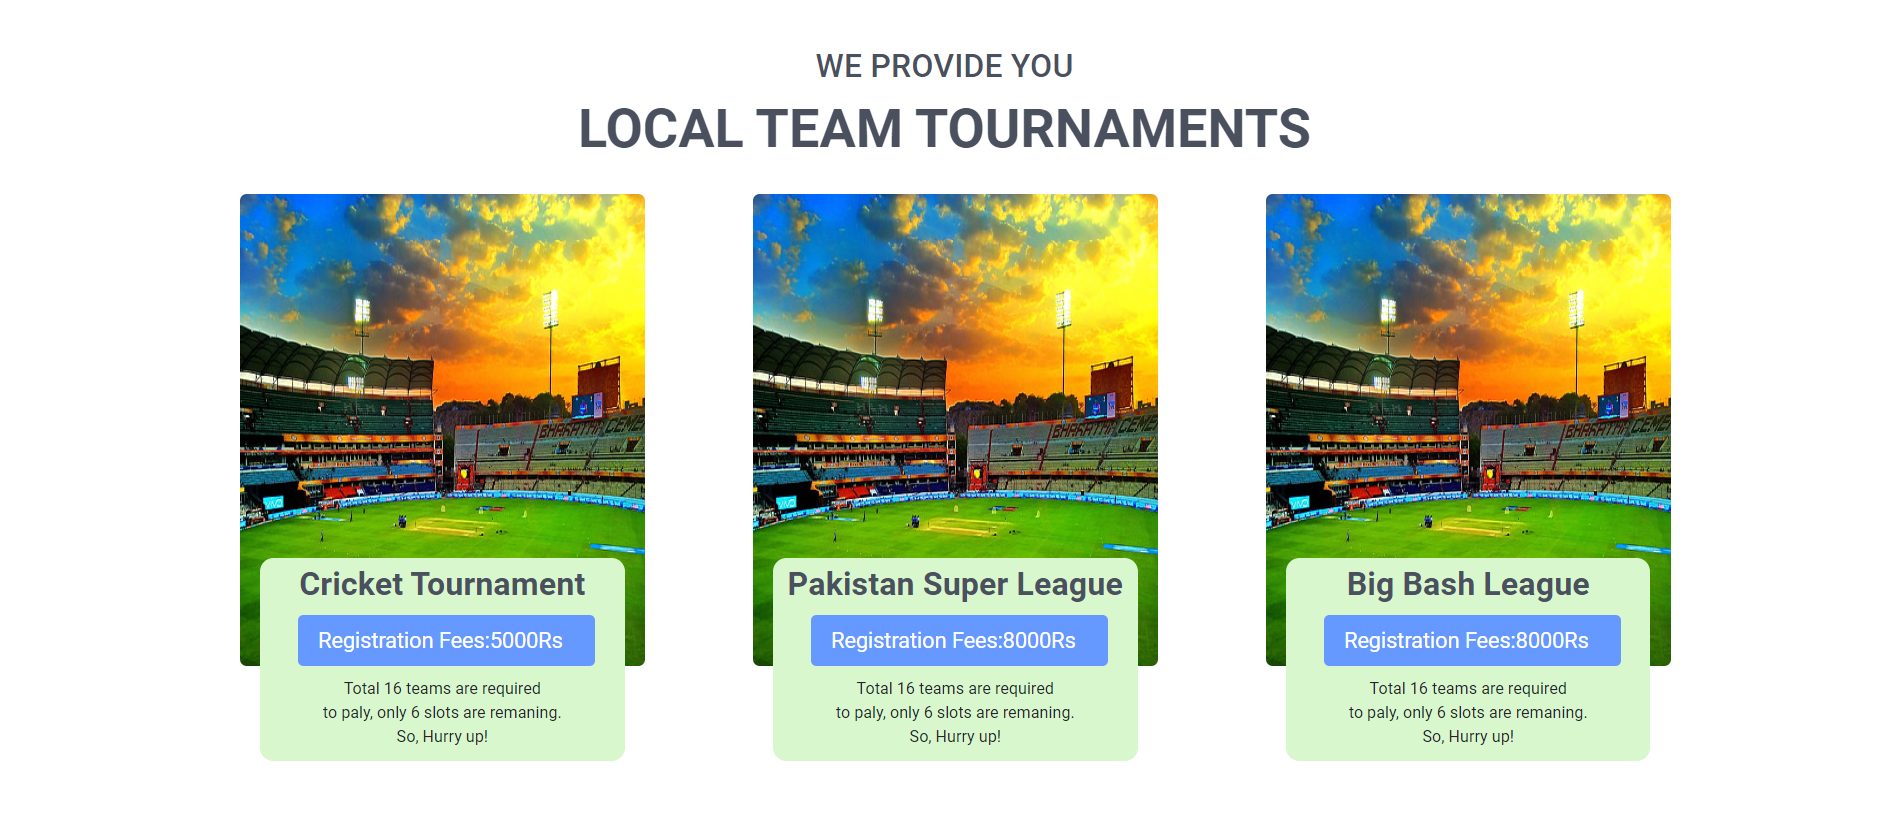 WE PROVIDE YOU
LOCAL TEAM TOURNAMENTS
Cricket Tournament
Registration Fees:5000Rs
Total 16 teams are required
to paly, only 6 slots are remaning.
So, Hurry up!
Pakistan Super League
Registration Fees:8000Rs
Total 16 teams are required
to paly, only 6 slots are remaning.
So, Hurry up!
Big Bash League
Registration Fees:8000Rs
Total 16 teams are required
to paly, only 6 slots are remaning.
So, Hurry up!